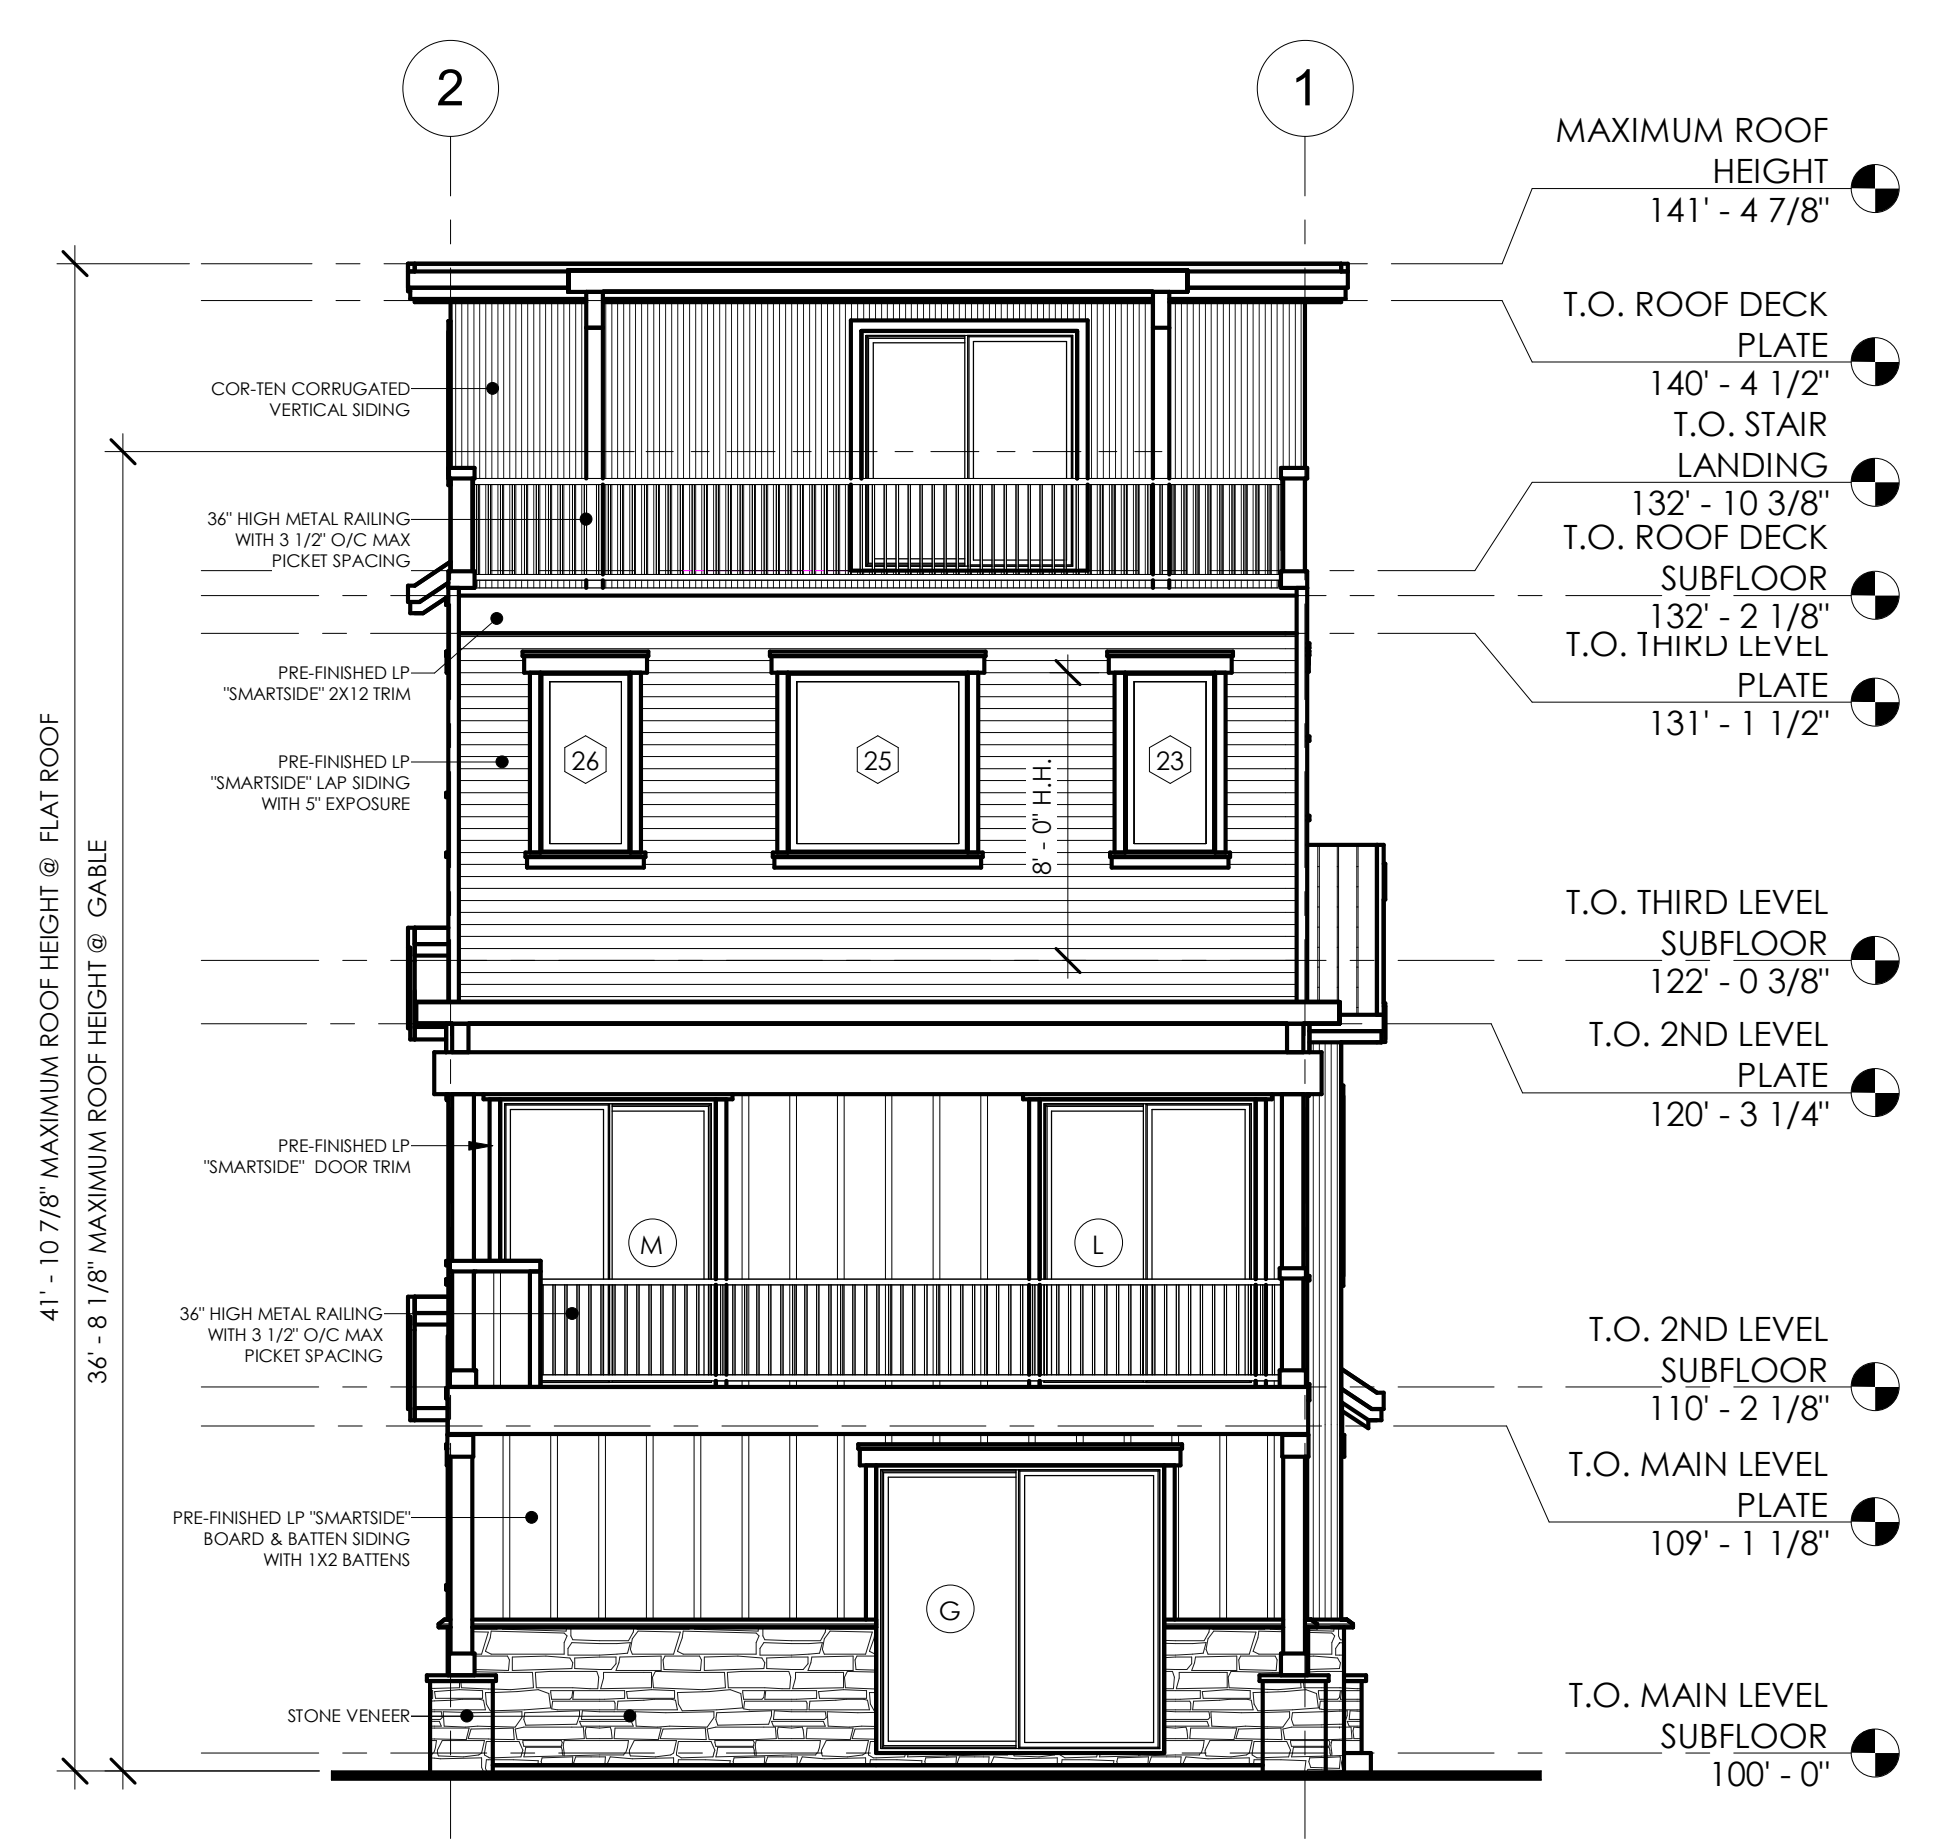 2
1
MAXIMUM ROOF
HEIGHT
141' - 4 7/8"
T.O. ROOF DECK
PLATE
140' - 4 1/2"
T.O. STAIR
LANDING
132' - 10 3/8"
T.O. ROOF DECK
SUBFLOOR
132' - 2 1/8"
T.O. THIRD LEVEL
PLATE
131' - 1 1/2"
T.O. THIRD LEVEL
SUBFLOOR
122' - 0 3/8"
T.O. 2ND LEVEL
PLATE
120' - 3 1/4"
T.O. 2ND LEVEL
SUBFLOOR
110' - 2 1/8"
T.O. MAIN LEVEL
PLATE
109' - 1 1/8"
T.O. MAIN LEVEL
SUBFLOOR
100' - 0"
COR-TEN CORRUGATED
VERTICAL SIDING
36" HIGH METAL RAILING
WITH 3 1/2" O/C MAX
PICKET SPACING
PRE-FINISHED LP
"SMARTSIDE" 2X12 TRIM
PRE-FINISHED LP
"SMARTSIDE" LAP SIDING
WITH 5" EXPOSURE
PRE-FINISHED LP
"SMARTSIDE"  DOOR TRIM
36" HIGH METAL RAILING
WITH 3 1/2" O/C MAX
PICKET SPACING
PRE-FINISHED LP "SMARTSIDE"
BOARD & BATTEN SIDING
WITH 1X2 BATTENS
STONE VENEER
41' - 10 7/8" MAXIMUM ROOF HEIGHT @  FLAT ROOF
36' - 8 1/8" MAXIMUM ROOF HEIGHT @  GABLE
26
25
23
8' - 0" H.H.
M
L
G